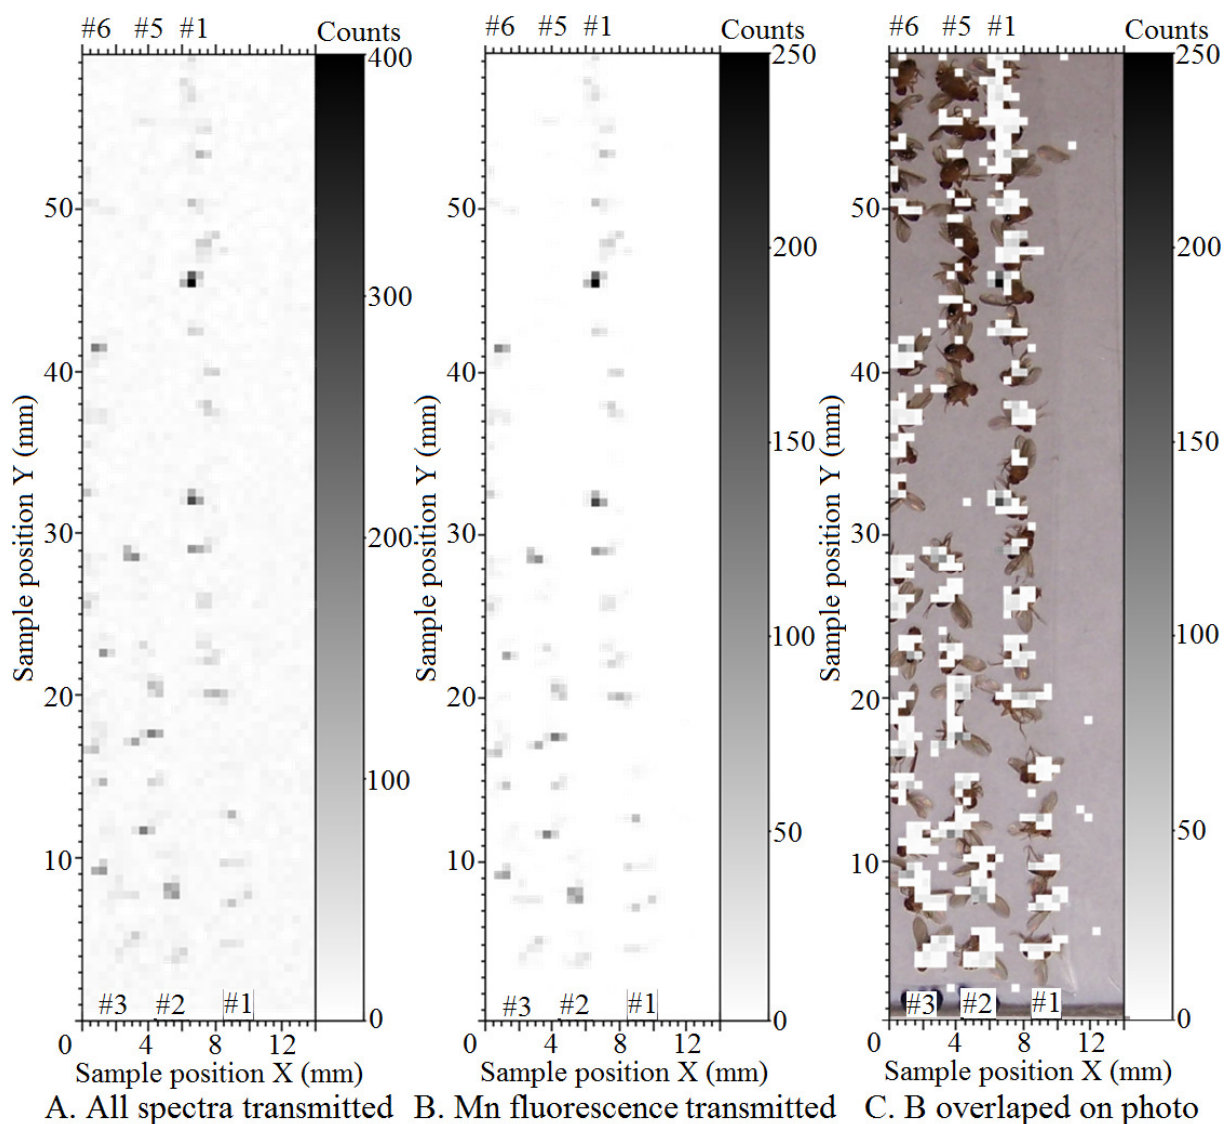 #6 #5 #1 Counts
400
300
200
100
0
50
40
30
20
10
Sample position Y (mm)
#3 #2 #1
0 4 8 12
Sample position X (mm)
A. All spectra transmitted
#6 #5 #1 Counts
250
200
150
100
50
0
50
40
30
20
10
Sample position Y (mm)
#3 #2 #1
0 4 8 12
Sample position X (mm)
B. Mn fluorescence transmitted
#6 #5 #1 Counts
250
200
150
100
50
0
50
40
30
20
10
Sample position Y (mm)
#3 #2 #1
0 4 8 12
Sample position X (mm)
C. B overlaped on photo